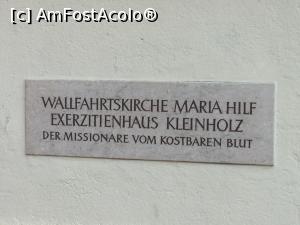 [c] AmFostAcolo®
WALLFAHRTSKIRCHE MARIA HILF
EXERZITIENHAUS KLEINHOLZ
DER MISSIONARE VOM KOSTBAREN BLUT